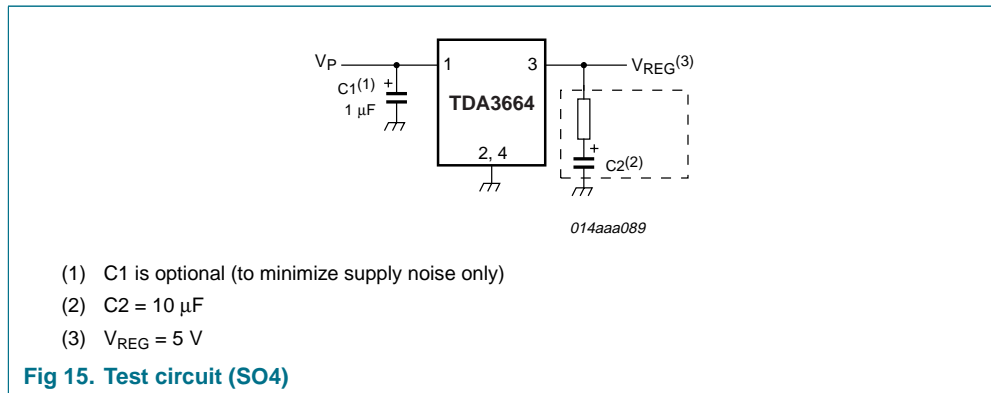 VP 1 3 VREG(3)
C1(1) +
1 μF
TDA3664
2, 4
+
C2(2)
014aaa089
(1) C1 is optional (to minimize supply noise only)
(2) C2 = 10 μF
(3) VREG = 5 V
Fig 15. Test circuit (SO4)